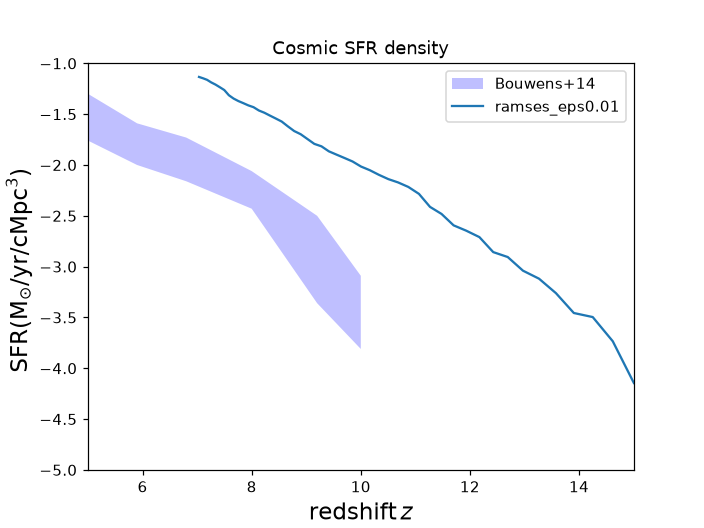 Cosmic SFR density
−1.0
−1.5
−2.0
−2.5
−3.0
−3.5
−4.0
−4.5
−5.0
SFR(M⊙/yr/cMpc³)
Bouwens+14
ramses_eps0.01
6 8 10 12 14
redshift z